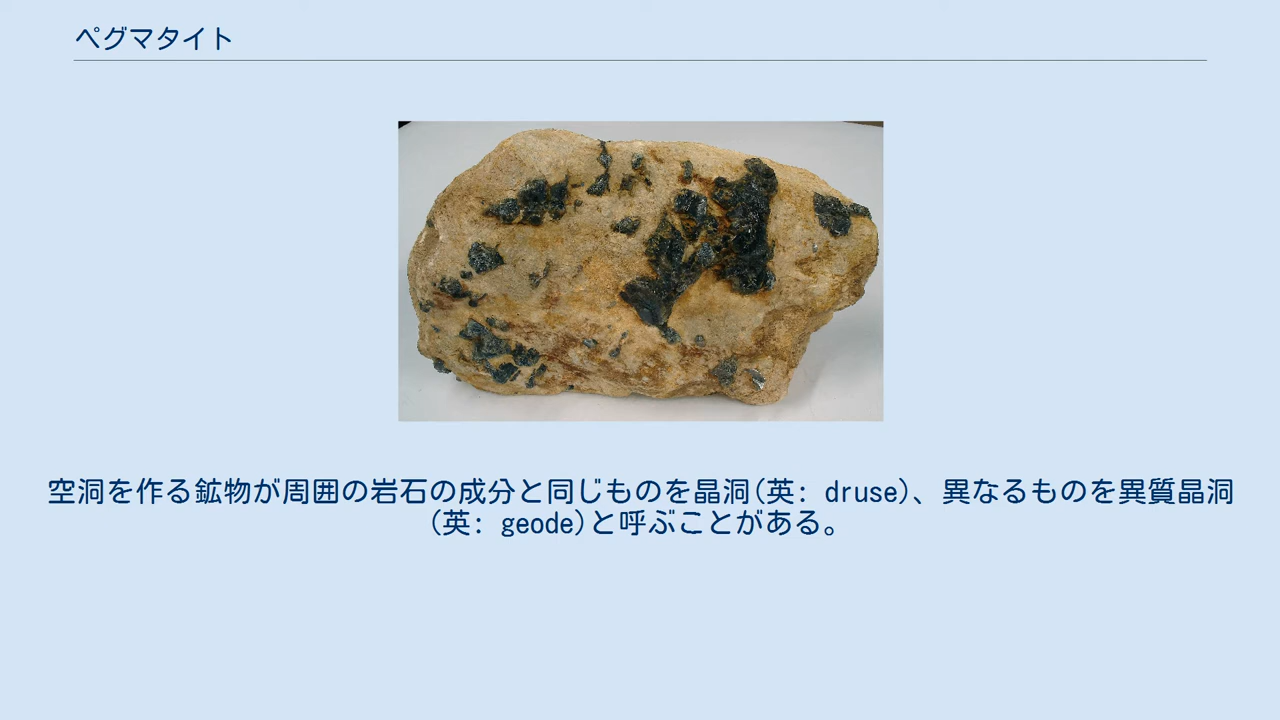 ペグマタイト
空洞を作る鉱物が周囲の岩石の成分と同じものを晶洞(英: druse)、異なるものを異質晶洞
(英: geode)と呼ぶことがある。